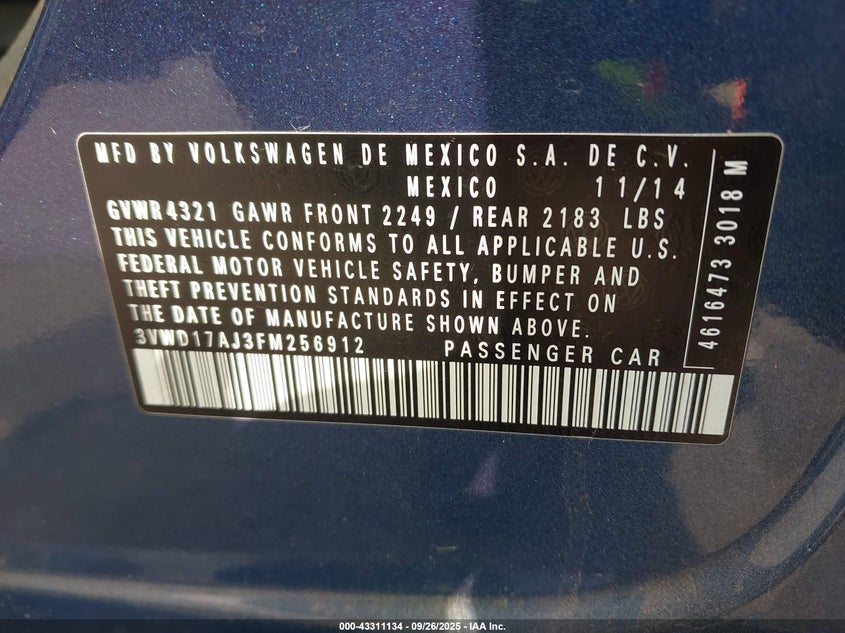 MFD BY VOLKSWAGEN DE MEXICO S.A. DE C.V.
MEXICO 11/14
GVWR 4321 GAWR FRONT 2249 / REAR 2183 LBS
THIS VEHICLE CONFORMS TO ALL APPLICABLE U.S.
FEDERAL MOTOR VEHICLE SAFETY, BUMPER AND
THEFT PREVENTION STANDARDS IN EFFECT ON
THE DATE OF MANUFACTURE SHOWN ABOVE.
3VWD17AJ3FM256912 PASSENGER CAR
4616473 3018 M
000-43311134 - 09/26/2025 - IAA Inc.